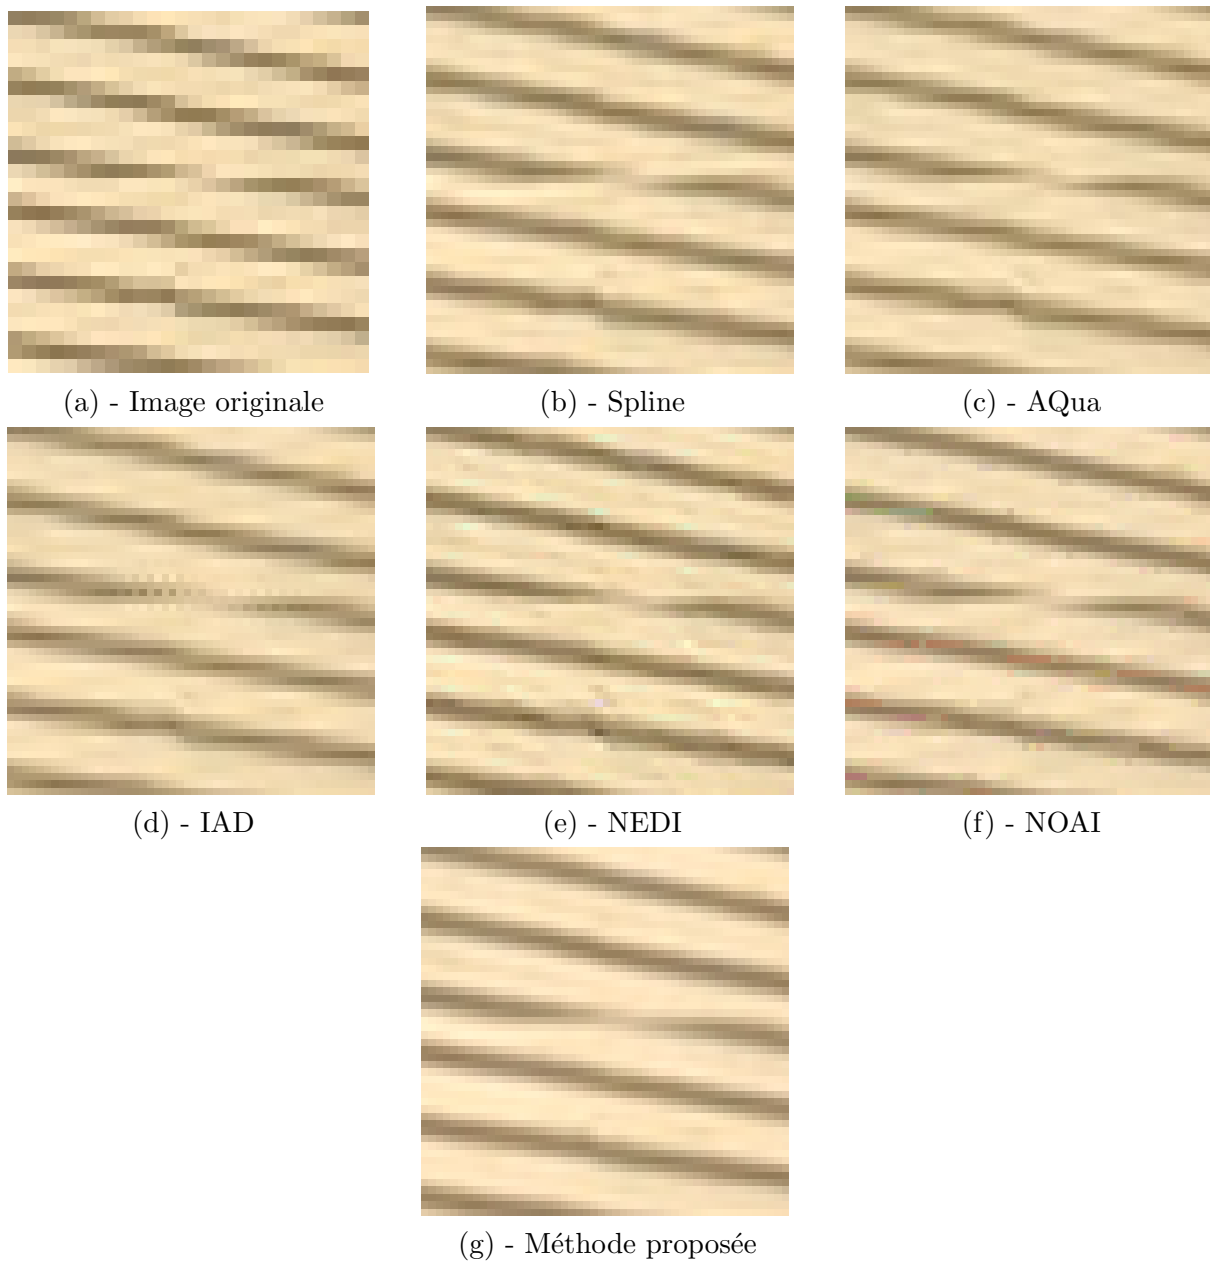 (a) - Image originale
(b) - Spline
(c) - AQua
(d) - IAD
(e) - NEDI
(f) - NOAI
(g) - Méthode proposée